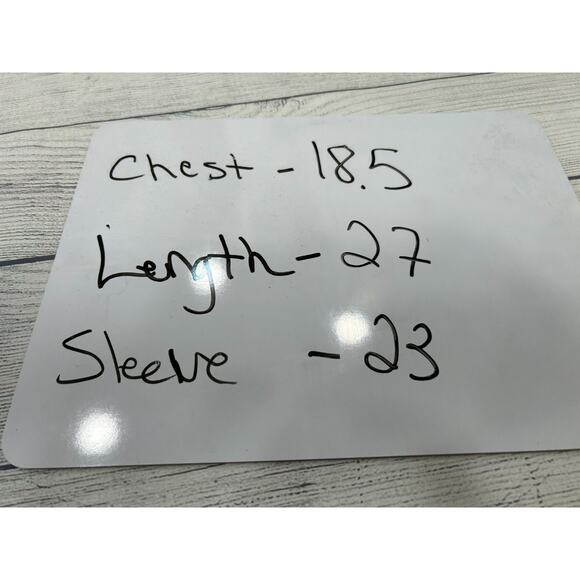 Chest - 18.5
Length - 27
Sleeve - 23